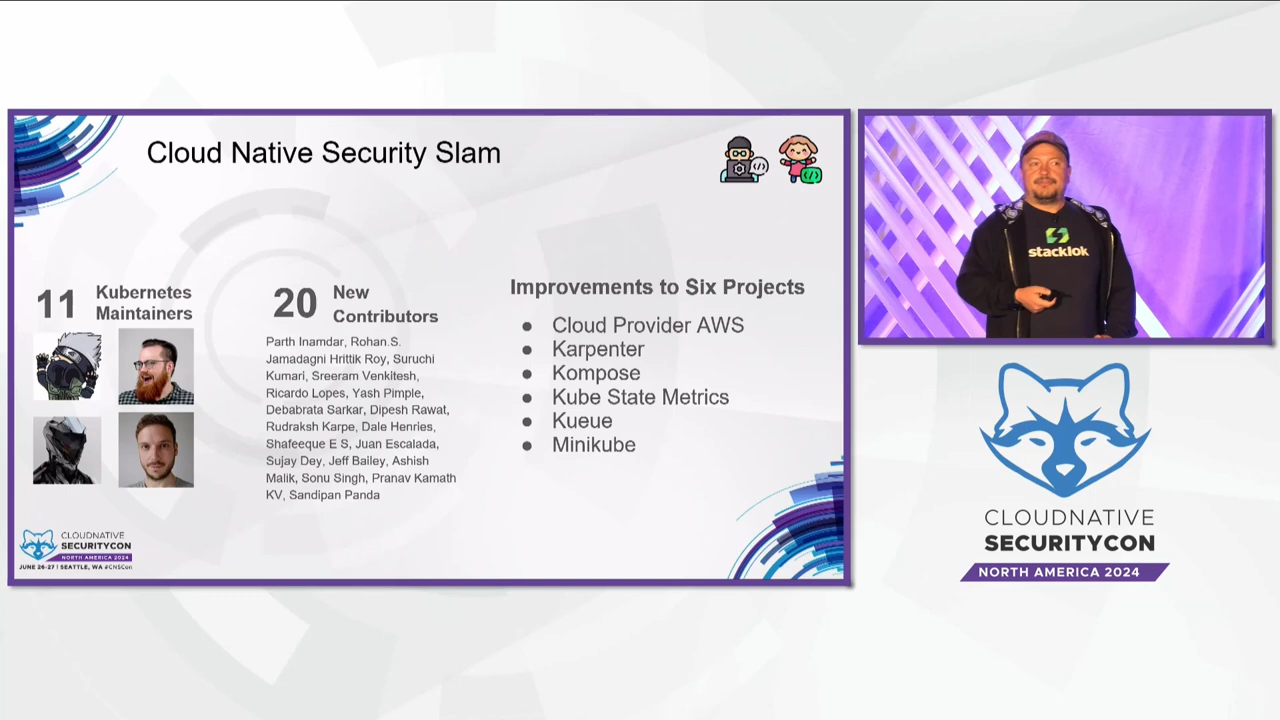 Cloud Native Security Slam
11
Kubernetes
Maintainers
20
New
Contributors
Parth Inamdar, Rohan.S.
Jamadagni Hrittik Roy, Suruchi
Kumari, Sreeram Venkitesh,
Ricardo Lopes, Yash Pimple,
Debabrata Sarkar, Dipesh Rawat,
Rudraksh Karpe, Dale Henries,
Shafeeque E S, Juan Escalada,
Sujay Dey, Jeff Bailey, Ashish
Malik, Sonu Singh, Pranav Kamath
KV, Sandipan Panda
Improvements to Six Projects
● Cloud Provider AWS
● Karpenter
● Kompose
● Kube State Metrics
● Kueue
● Minikube
CLOUDNATIVE
SECURITYCON
NORTH AMERICA 2024
JUNE 26-27 | SEATTLE, WA #CNSCon
stacklok
CLOUDNATIVE
SECURITYCON
NORTH AMERICA 2024